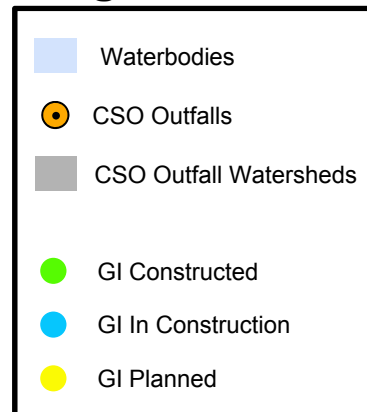 Waterbodies
CSO Outfalls
CSO Outfall Watersheds
GI Constructed
GI In Construction
GI Planned